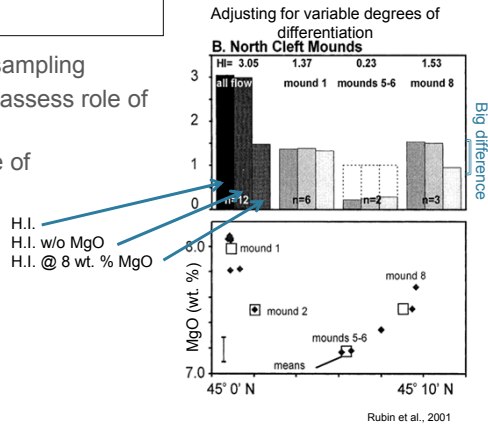 Adjusting for variable degrees of
differentiation
sampling
assess role of
e of
B. North Cleft Mounds
HI= 3.05 1.37 0.23 1.53
all flow mound 1 mounds 5-6 mound 8
3
2
1
0
n=12 n=6 n=2 n=3
Big difference
H.I.
H.I. w/o MgO
H.I. @ 8 wt. % MgO
MgO (wt. %)
8.0
7.0
mound 1
mound 2
mound 8
mounds 5-6
means
45° 0' N 45° 10' N
Rubin et al., 2001